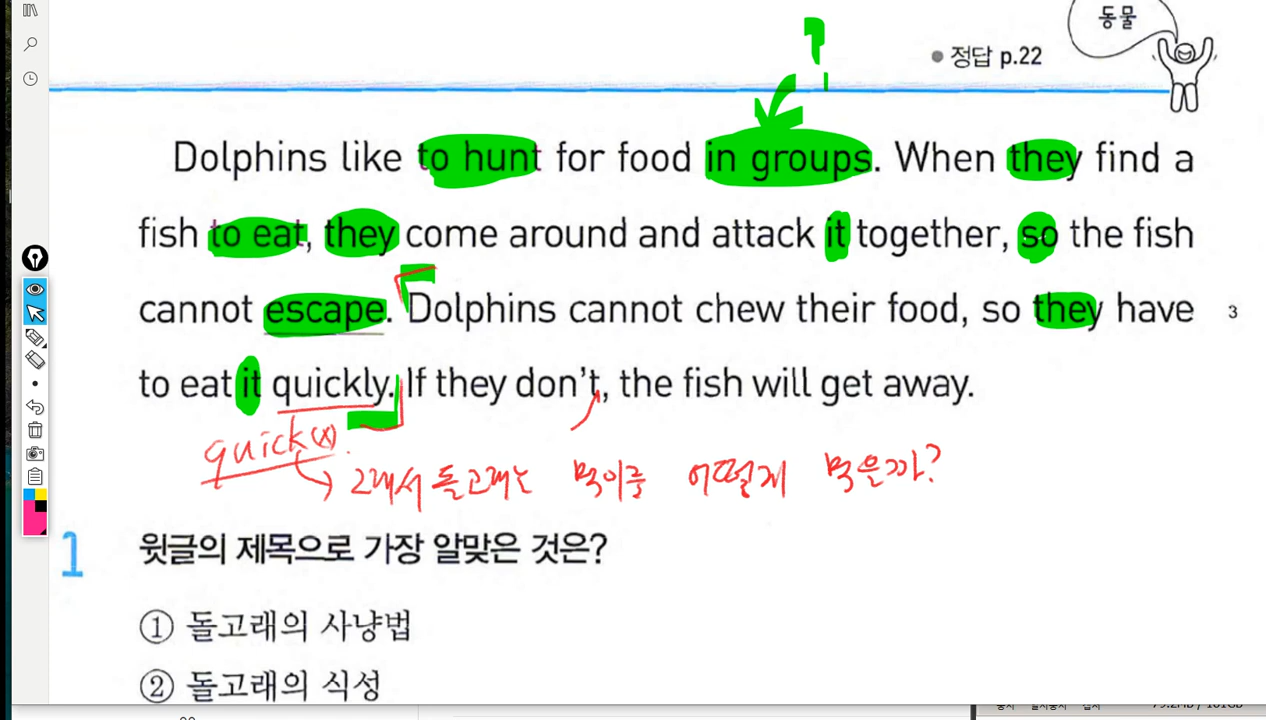 동물
• 정답 p.22
?
!
Dolphins like to hunt for food in groups. When they find a
fish to eat, they come around and attack it together, so the fish
cannot escape. Dolphins cannot chew their food, so they have
3
to eat it quickly. If they don't, the fish will get away.
quick(x)
그래서 돌고래는 먹이를 어떻게 먹을까?
1 윗글의 제목으로 가장 알맞은 것은?
① 돌고래의 사냥법
② 돌고래의 식성